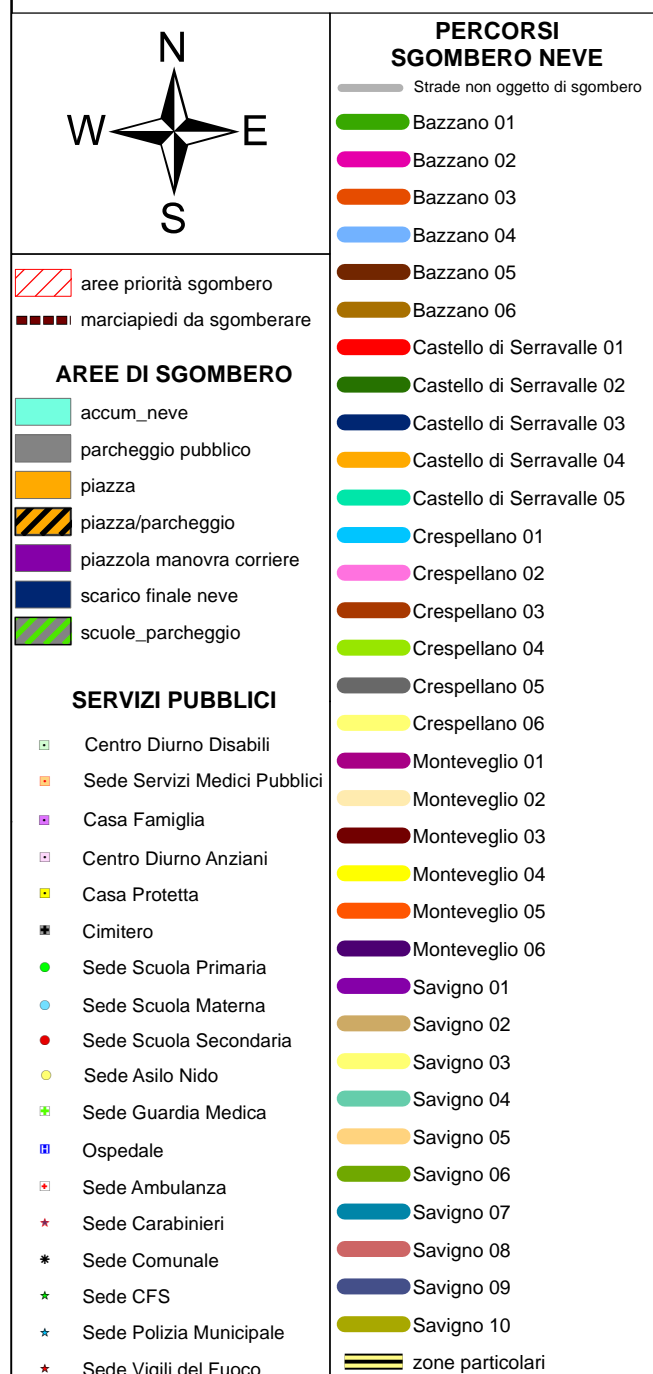 N
W E
S
aree priorità sgombero
marciapiedi da sgomberare
AREE DI SGOMBERO
accum_neve
parcheggio pubblico
piazza
piazza/parcheggio
piazzola manovra corriere
scarico finale neve
scuole_parcheggio
SERVIZI PUBBLICI
Centro Diurno Disabili
Sede Servizi Medici Pubblici
Casa Famiglia
Centro Diurno Anziani
Casa Protetta
Cimitero
Sede Scuola Primaria
Sede Scuola Materna
Sede Scuola Secondaria
Sede Asilo Nido
Sede Guardia Medica
H Ospedale
Sede Ambulanza
Sede Carabinieri
Sede Comunale
Sede CFS
Sede Polizia Municipale
Sede Vigili del Fuoco
PERCORSI
SGOMBERO NEVE
Strade non oggetto di sgombero
Bazzano 01
Bazzano 02
Bazzano 03
Bazzano 04
Bazzano 05
Bazzano 06
Castello di Serravalle 01
Castello di Serravalle 02
Castello di Serravalle 03
Castello di Serravalle 04
Castello di Serravalle 05
Crespellano 01
Crespellano 02
Crespellano 03
Crespellano 04
Crespellano 05
Crespellano 06
Monteveglio 01
Monteveglio 02
Monteveglio 03
Monteveglio 04
Monteveglio 05
Monteveglio 06
Savigno 01
Savigno 02
Savigno 03
Savigno 04
Savigno 05
Savigno 06
Savigno 07
Savigno 08
Savigno 09
Savigno 10
zone particolari